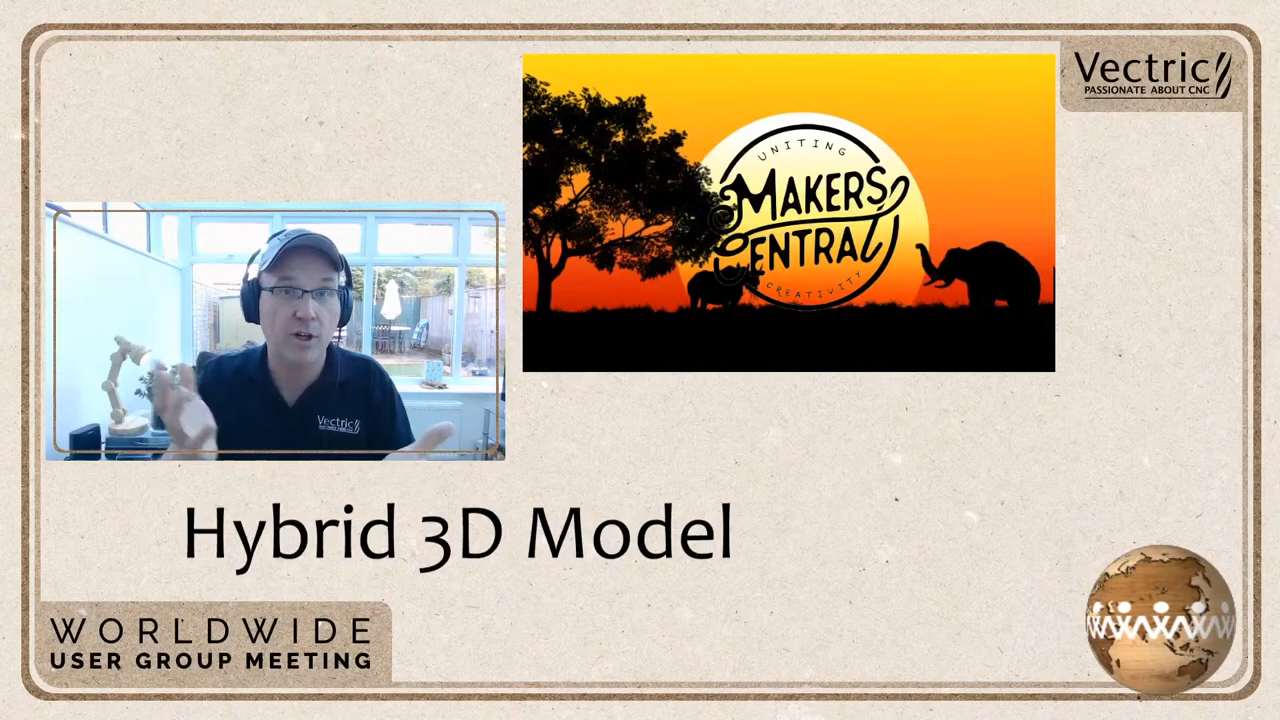 Vectric
PASSIONATE ABOUT CNC
UNITING
MAKERS
CENTRAL
CREATIVITY
Vectric
Hybrid 3D Model
WORLDWIDE
USER GROUP MEETING